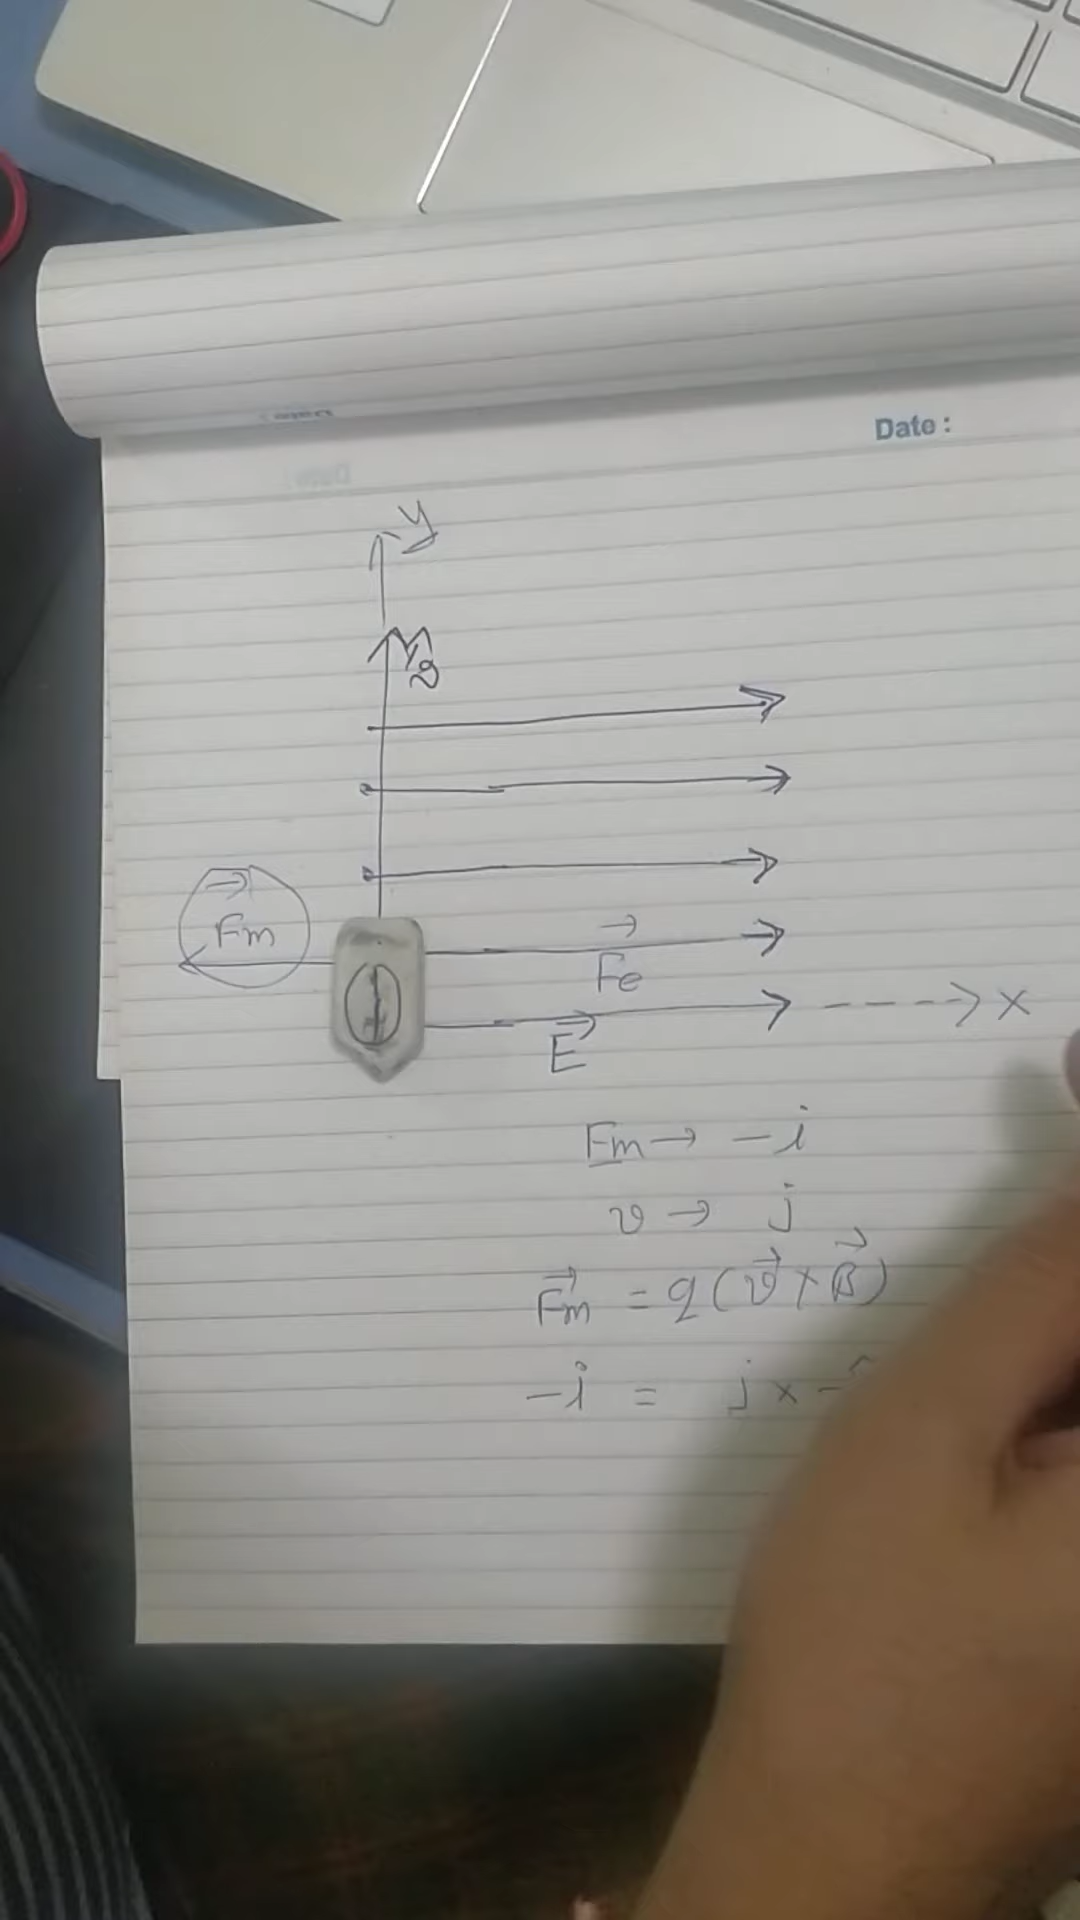 Date :
y
v
Fm
Fe
E
x
Fm → - i
v → j
Fm = q ( v × B )
- i = j × -